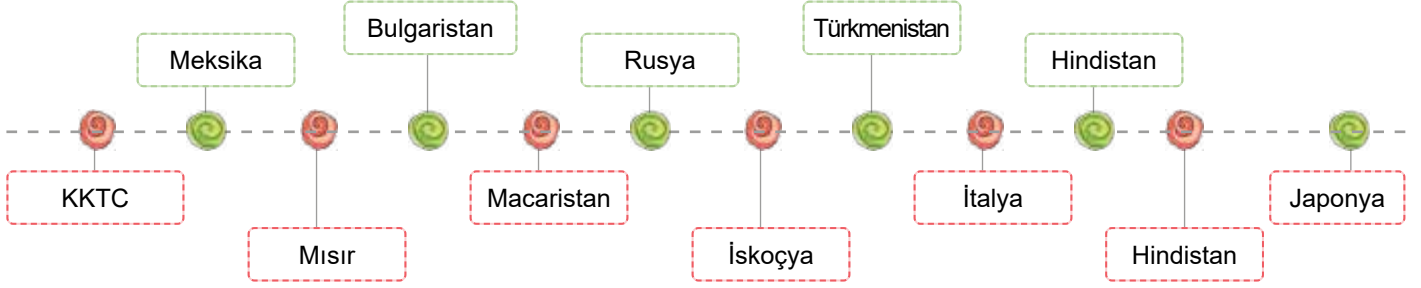 Bulgaristan
Türkmenistan
Meksika
Rusya
Hindistan
KKTC
Macaristan
İtalya
Japonya
Mısır
İskoçya
Hindistan